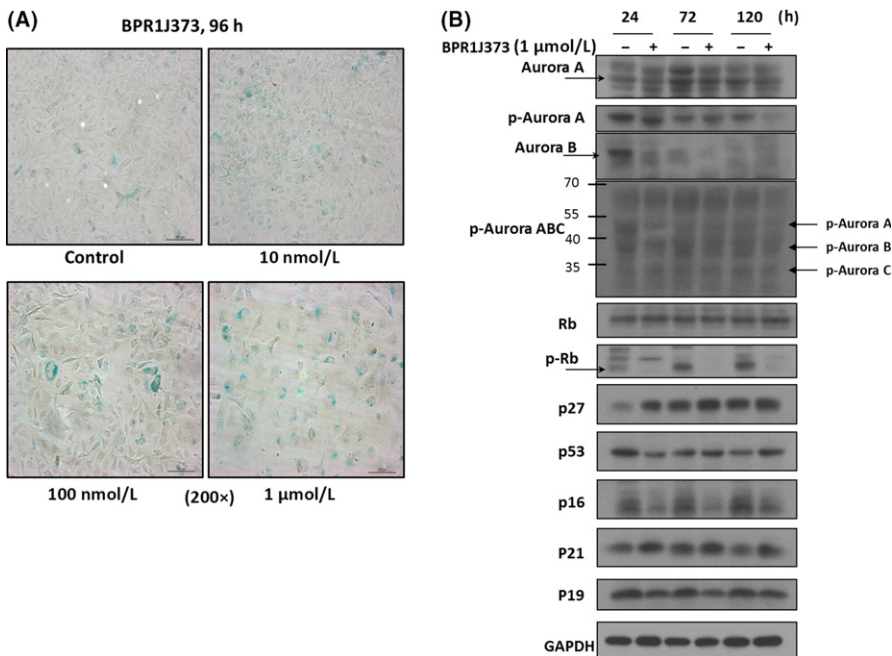 (A)
BPR1J373, 96 h
Control
10 nmol/L
100 nmol/L
(200×)
1 µmol/L
(B)
24 72 120 (h)
BPR1J373 (1 µmol/L) – + – + – +
Aurora A
p-Aurora A
Aurora B
p-Aurora ABC
70
55
40
35
p-Aurora A
p-Aurora B
p-Aurora C
Rb
p-Rb
p27
p53
p16
P21
P19
GAPDH